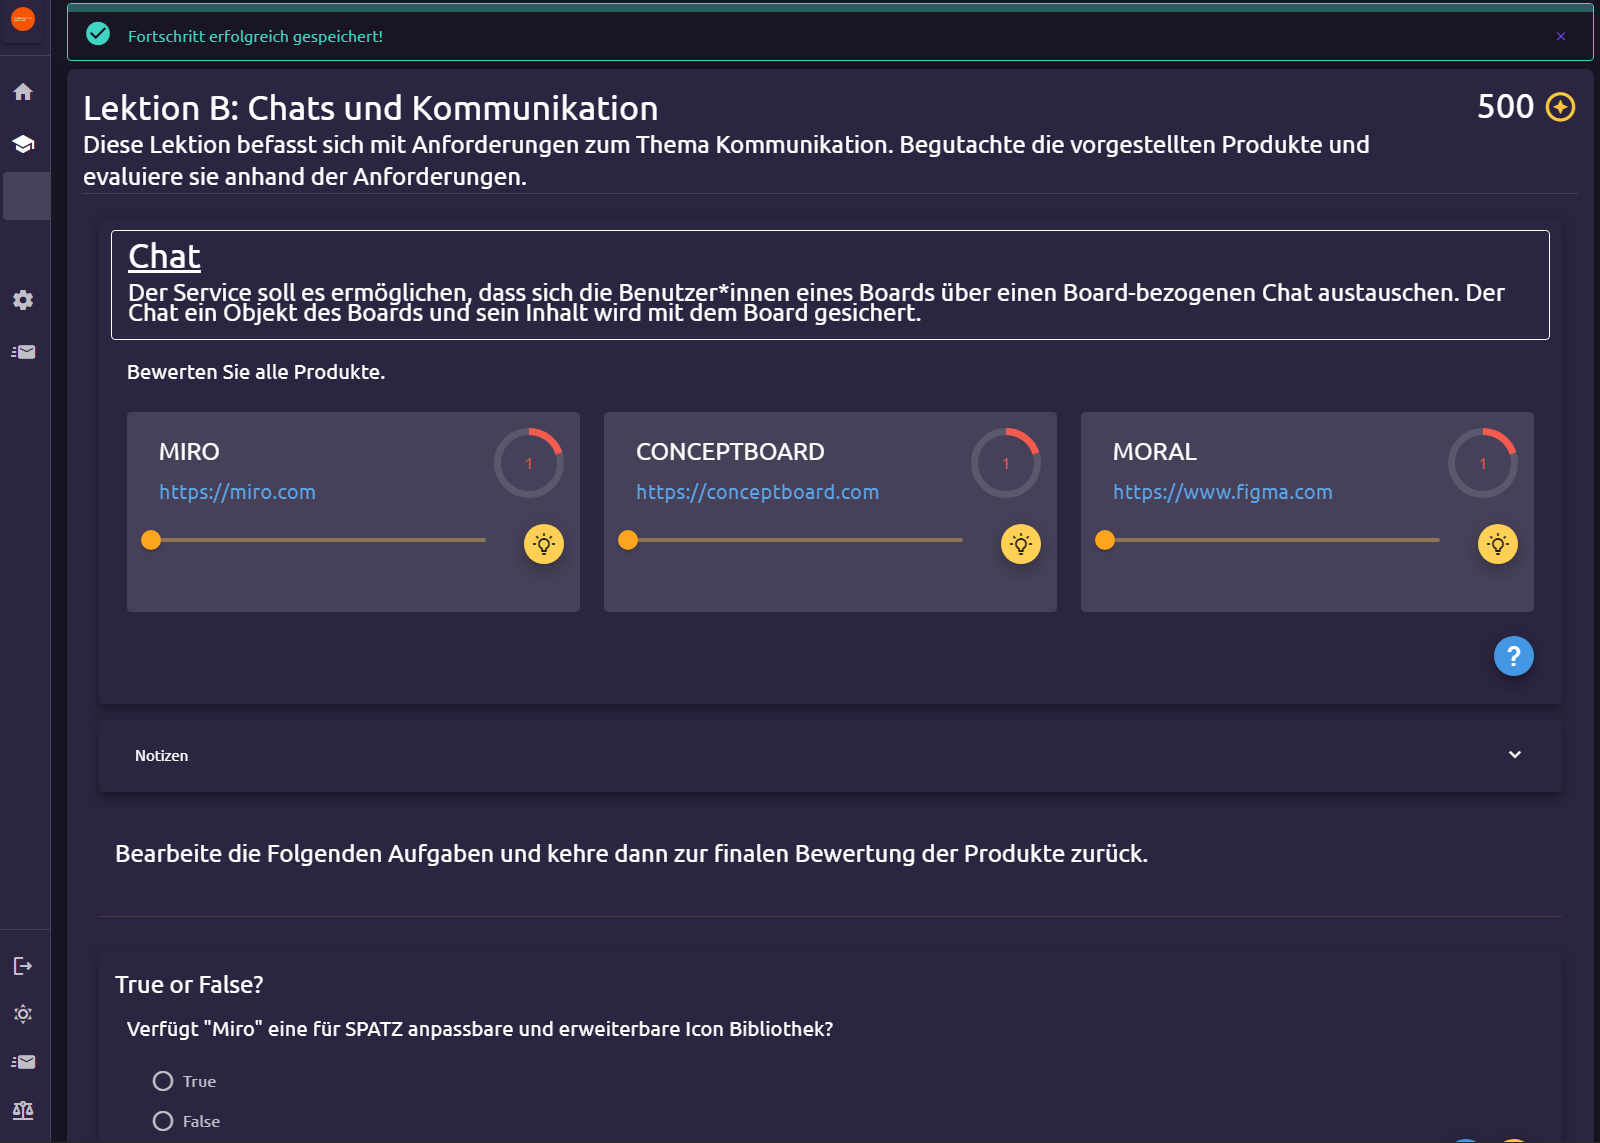 Fortschritt erfolgreich gespeichert!
Lektion B: Chats und Kommunikation
500
Diese Lektion befasst sich mit Anforderungen zum Thema Kommunikation. Begutachte die vorgestellten Produkte und
evaluiere sie anhand der Anforderungen.
Chat
Der Service soll es ermöglichen, dass sich die Benutzer*innen eines Boards über einen Board-bezogenen Chat austauschen. Der
Chat ein Objekt des Boards und sein Inhalt wird mit dem Board gesichert.
Bewerten Sie alle Produkte.
MIRO
1
https://miro.com
CONCEPTBOARD
1
https://conceptboard.com
MORAL
1
https://www.figma.com
?
Notizen
Bearbeite die Folgenden Aufgaben und kehre dann zur finalen Bewertung der Produkte zurück.
True or False?
Verfügt "Miro" eine für SPATZ anpassbare und erweiterbare Icon Bibliothek?
True
False